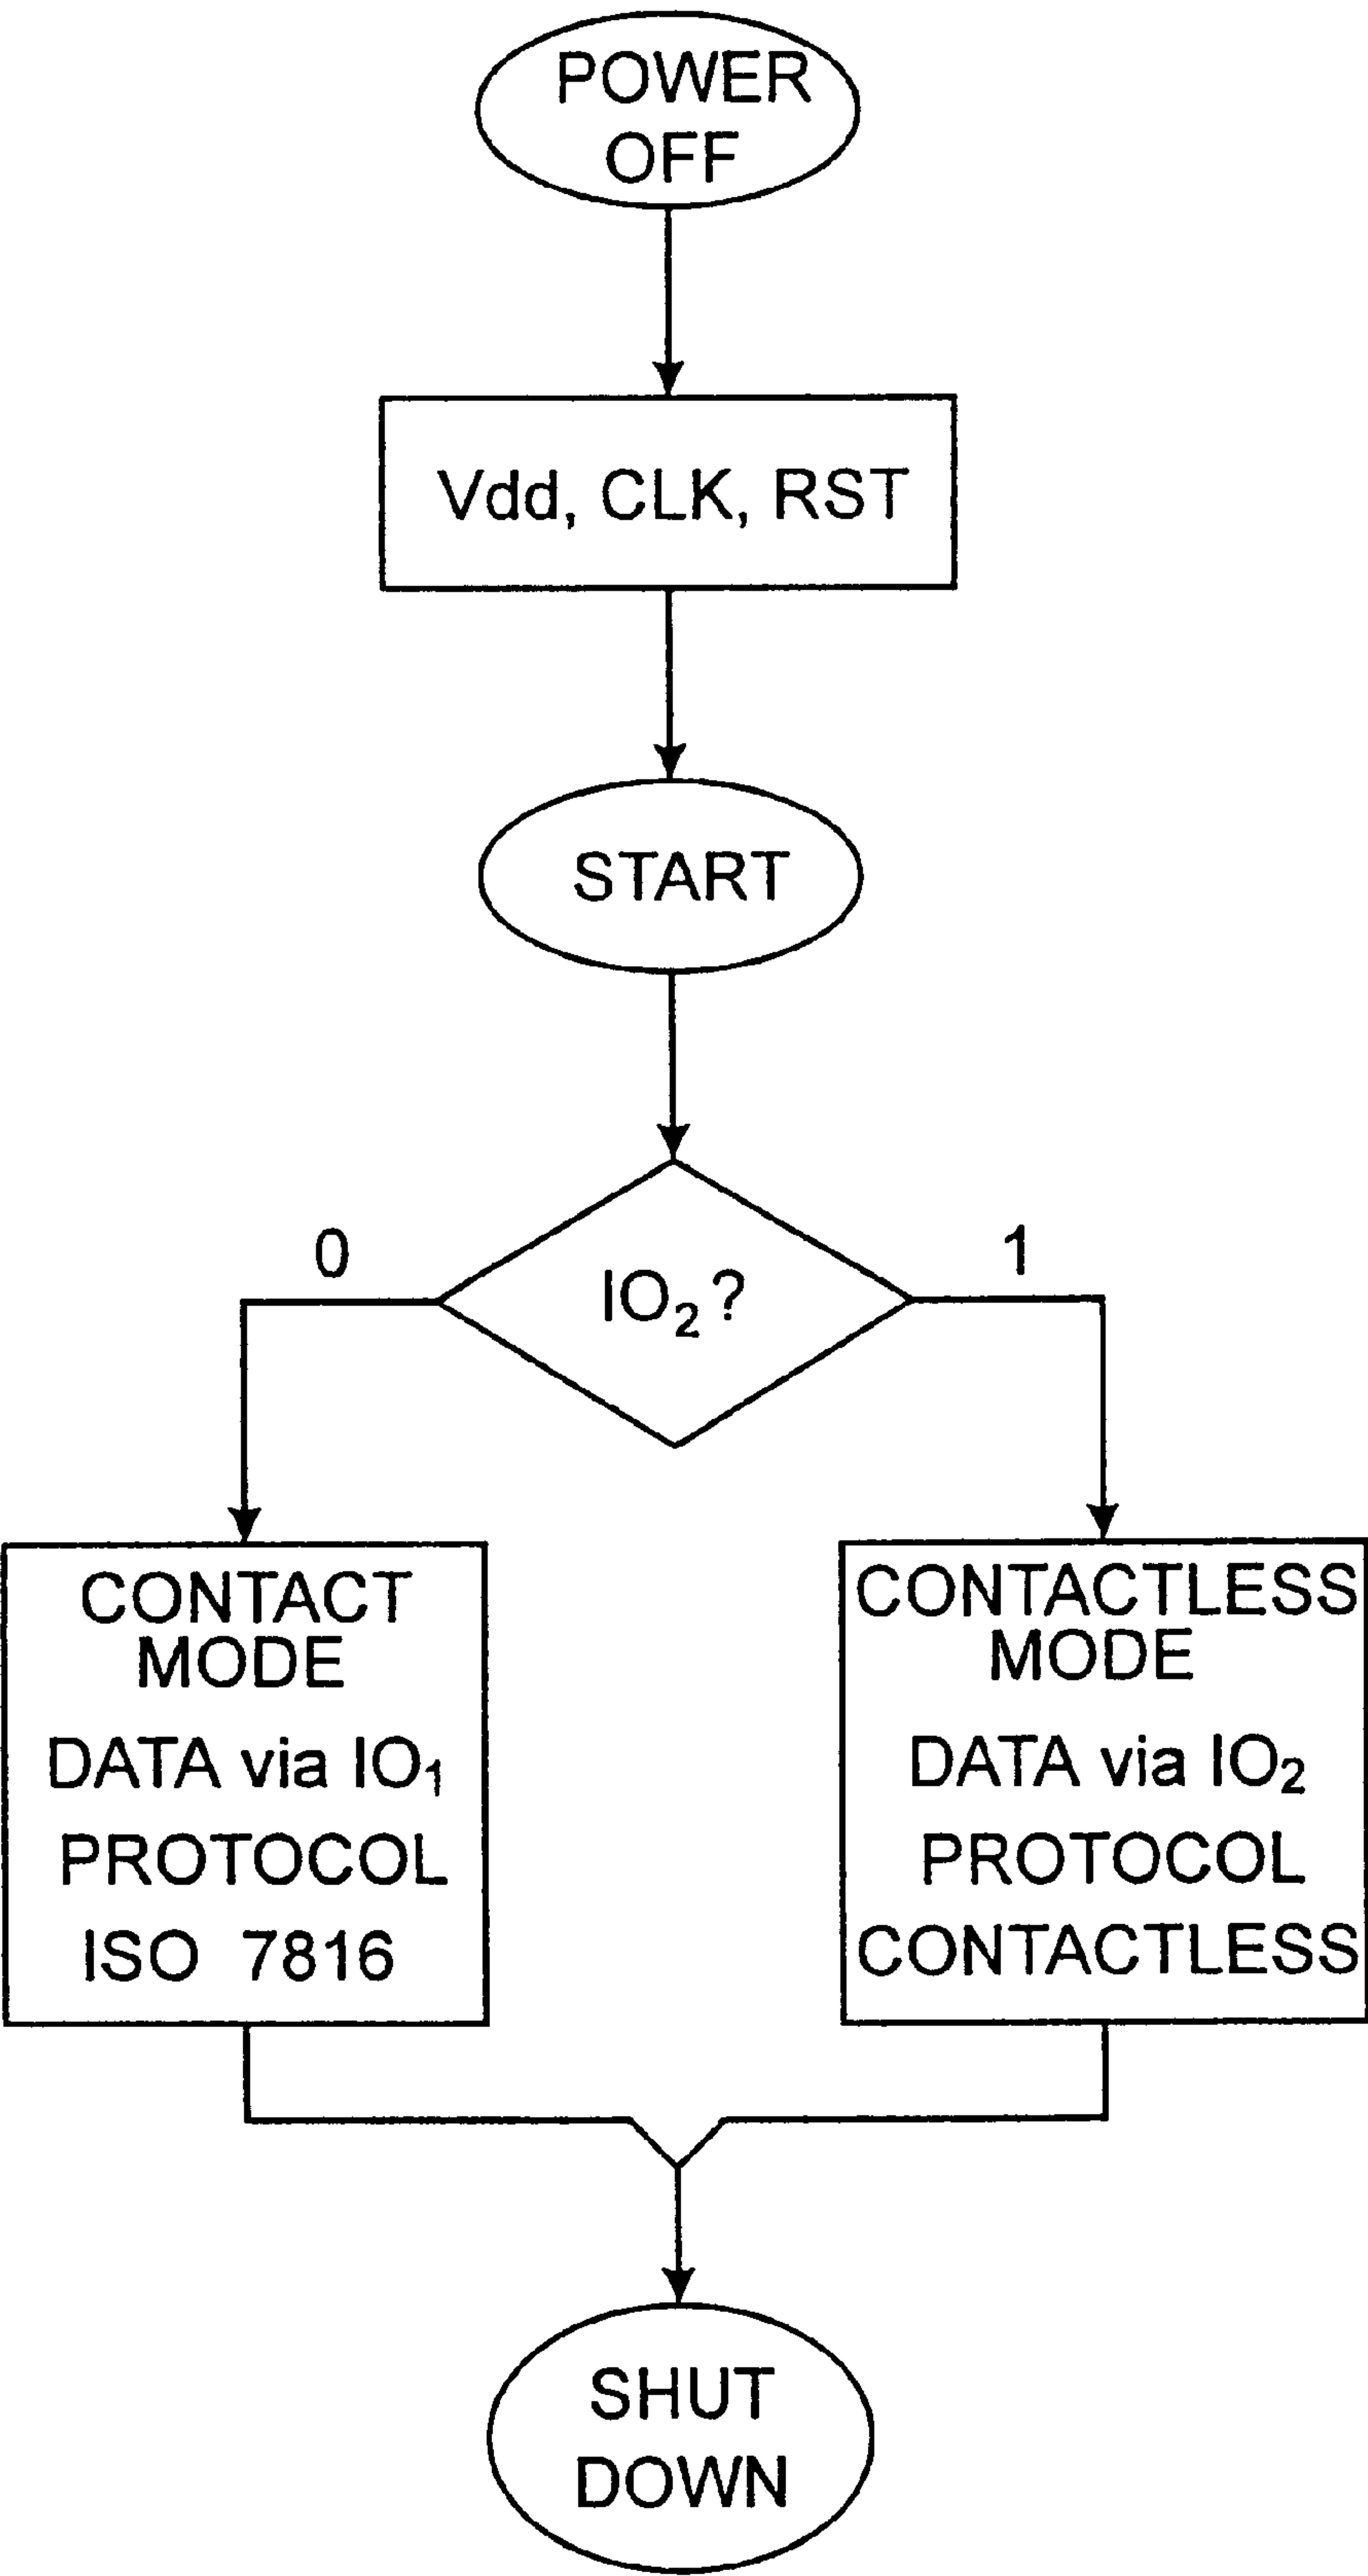 POWER
OFF
Vdd, CLK, RST
START
0
1
IO₂?
CONTACT
MODE
DATA via IO₁
PROTOCOL
ISO 7816
CONTACTLESS
MODE
DATA via IO₂
PROTOCOL
CONTACTLESS
SHUT
DOWN